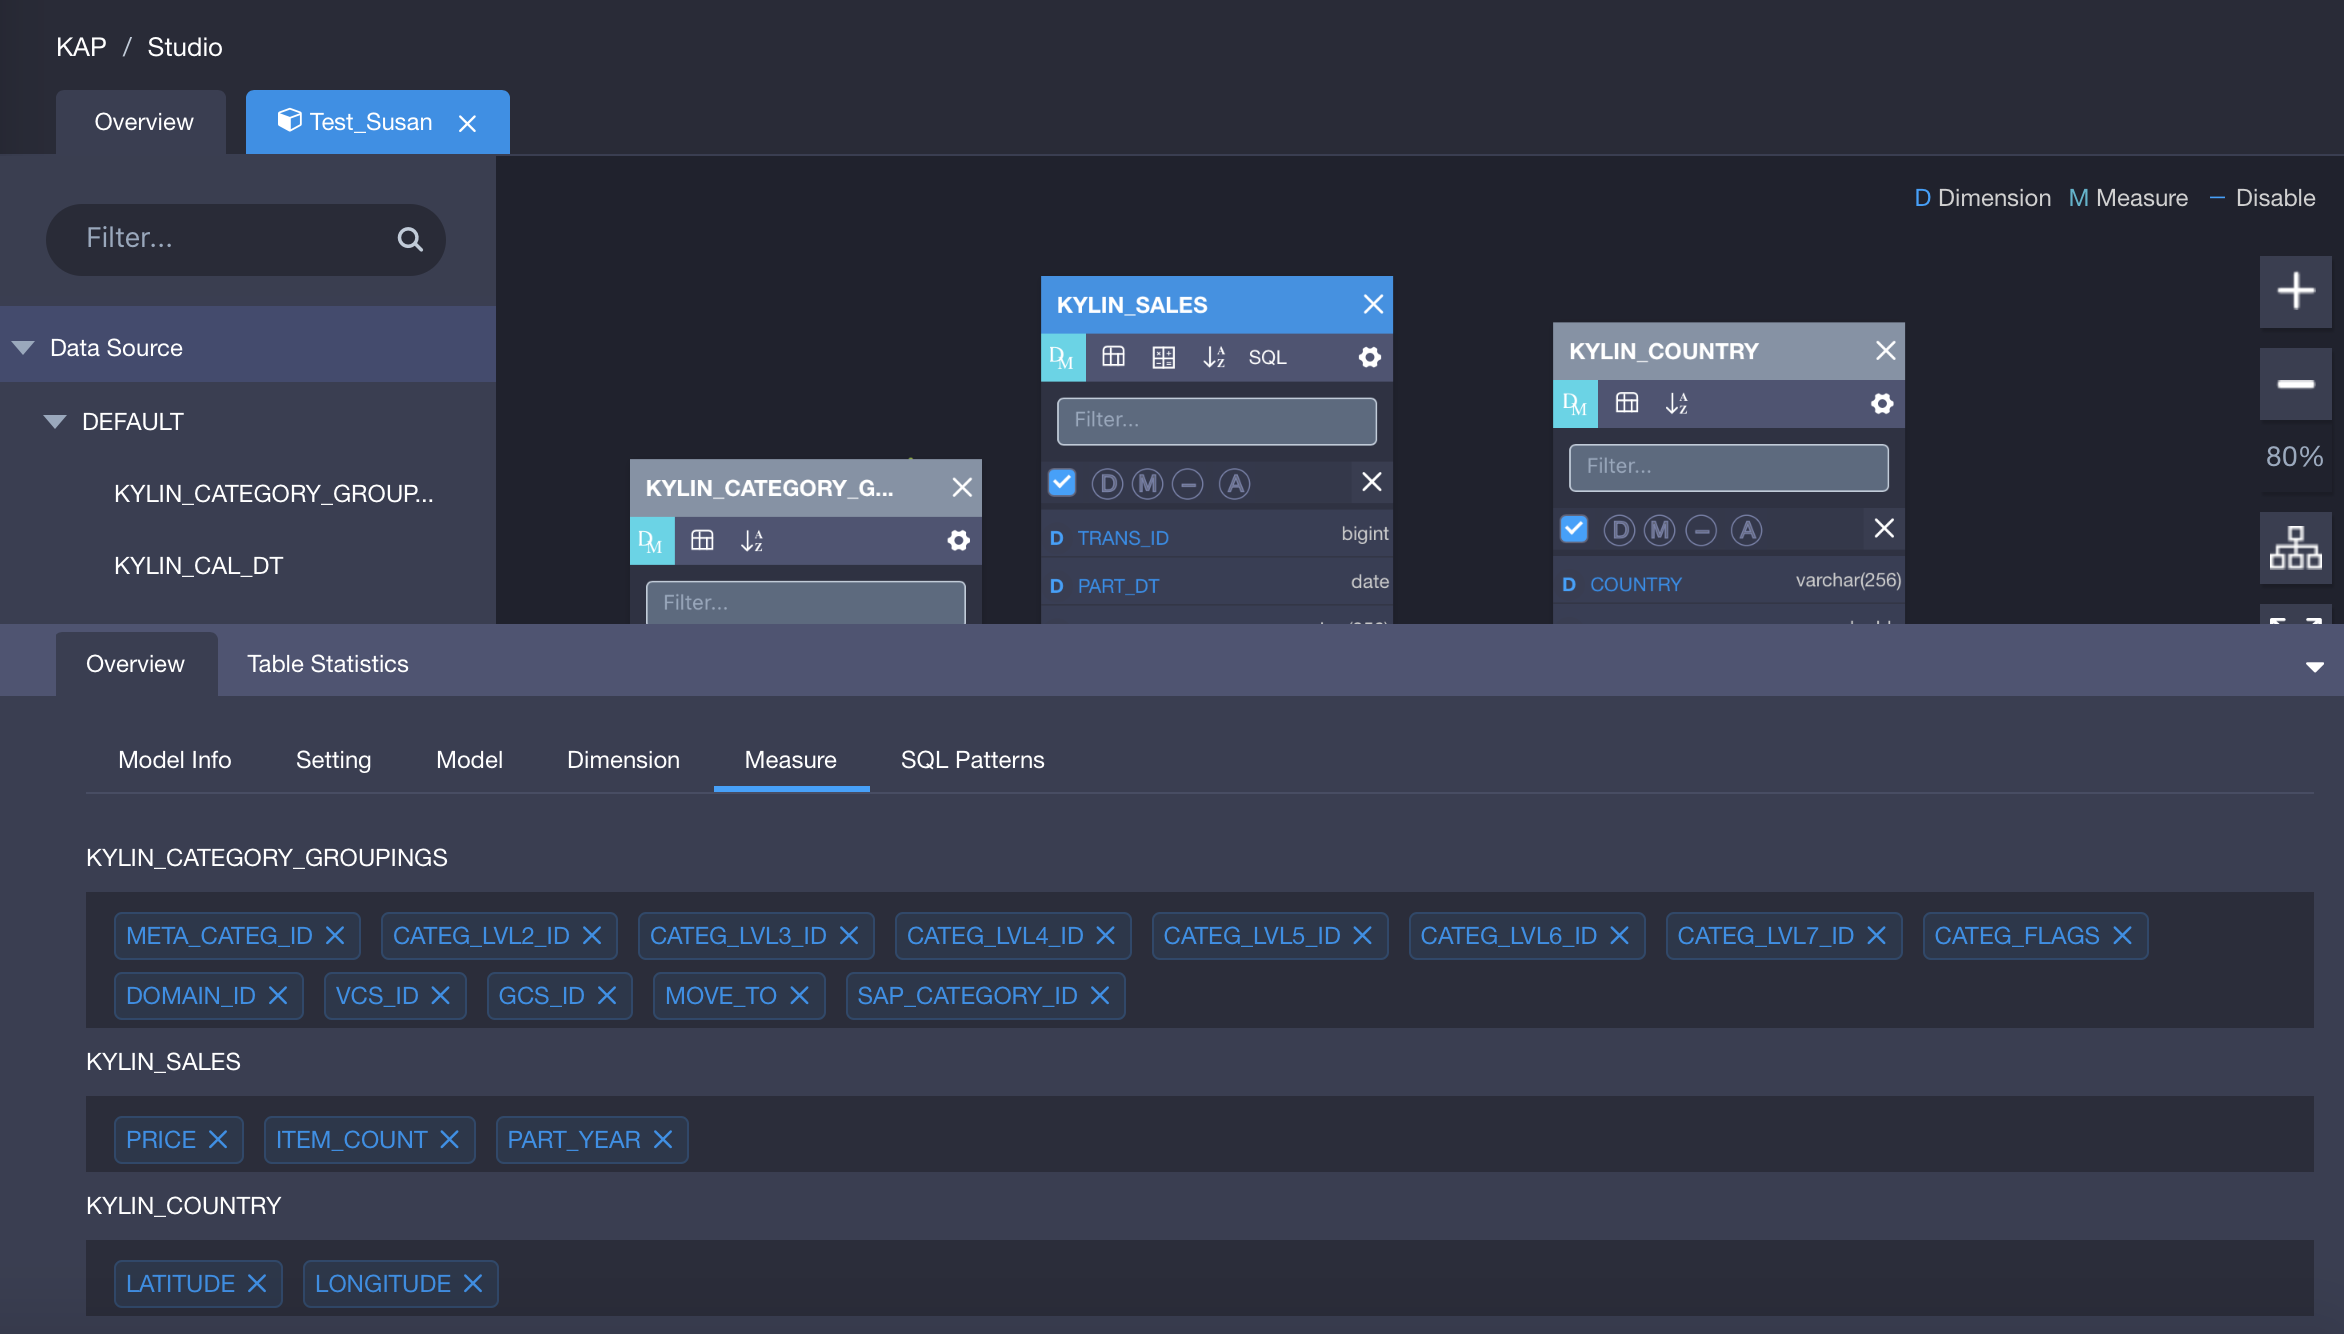 KAP / Studio
Overview
Test_Susan
Filter...
Data Source
DEFAULT
KYLIN_CATEGORY_GROUP...
KYLIN_CAL_DT
D Dimension M Measure – Disable
KYLIN_SALES
DM
SQL
Filter...
D M – A
D TRANS_ID bigint
D PART_DT date
KYLIN_COUNTRY
DM
Filter...
D M – A
D COUNTRY varchar(256)
KYLIN_CATEGORY_G...
DM
Filter...
80%
Overview Table Statistics
Model Info Setting Model Dimension Measure SQL Patterns
KYLIN_CATEGORY_GROUPINGS
META_CATEG_ID CATEG_LVL2_ID CATEG_LVL3_ID CATEG_LVL4_ID CATEG_LVL5_ID CATEG_LVL6_ID CATEG_LVL7_ID CATEG_FLAGS
DOMAIN_ID VCS_ID GCS_ID MOVE_TO SAP_CATEGORY_ID
KYLIN_SALES
PRICE ITEM_COUNT PART_YEAR
KYLIN_COUNTRY
LATITUDE LONGITUDE